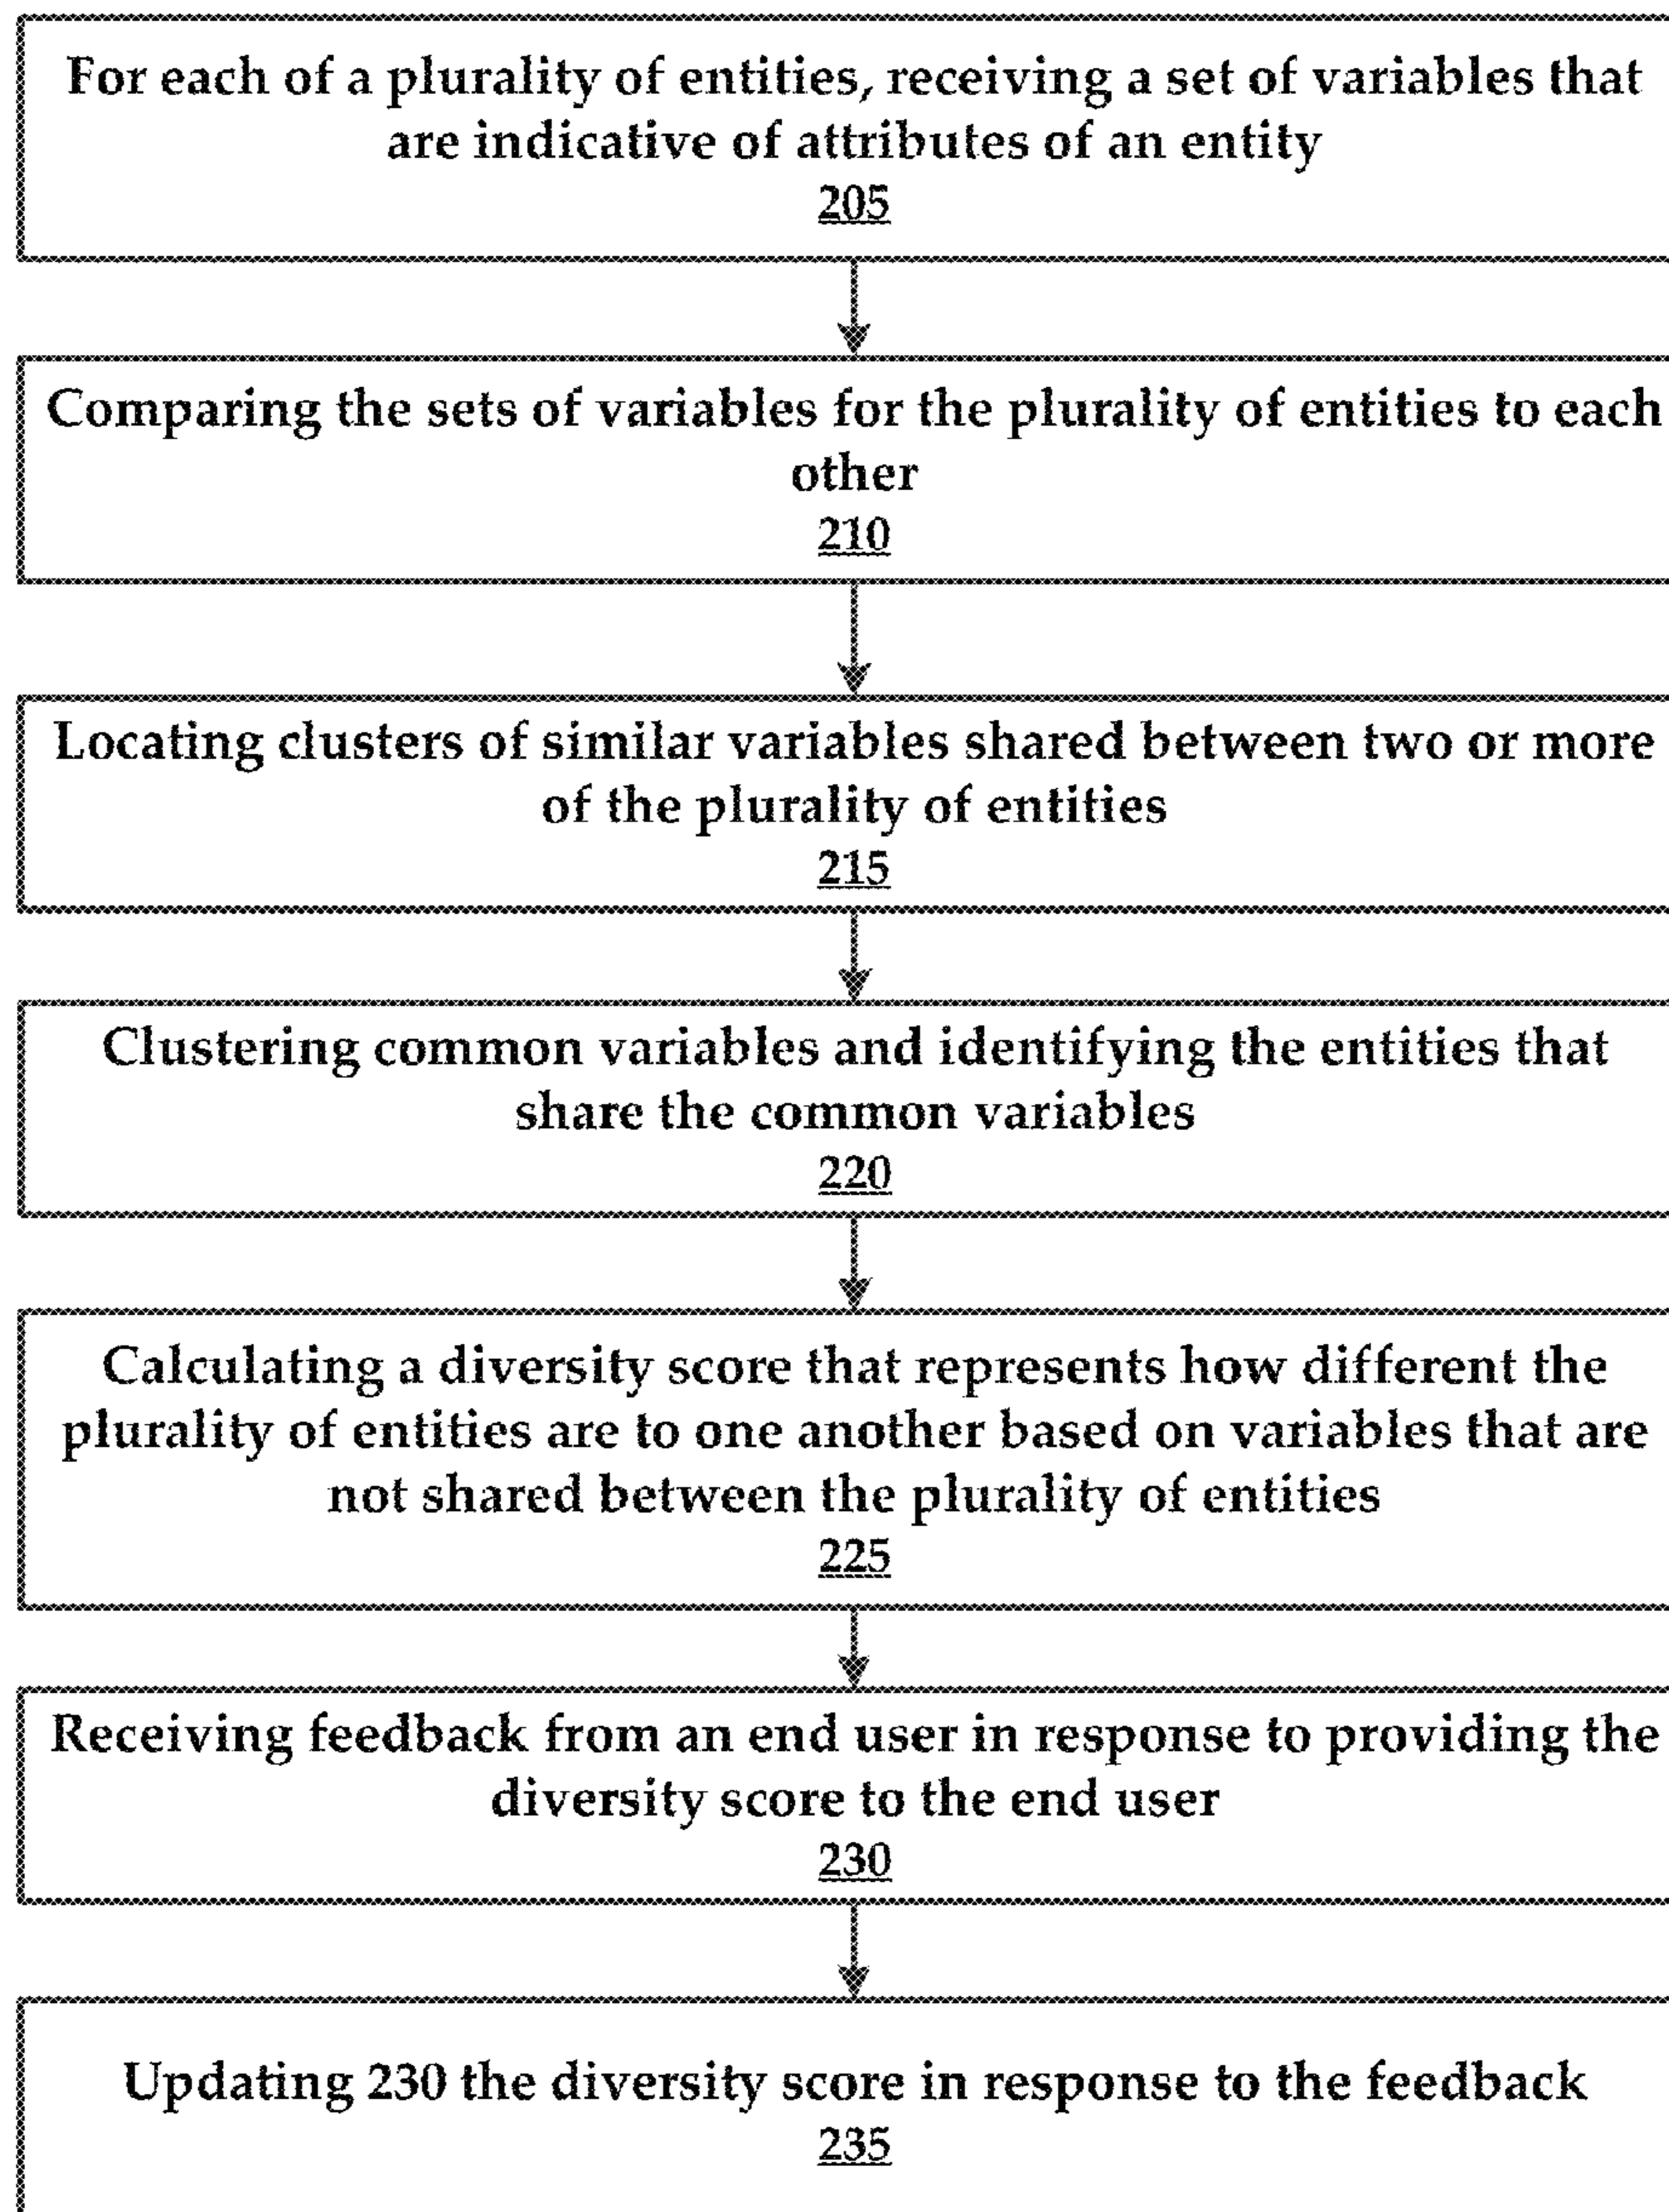 For each of a plurality of entities, receiving a set of variables that
are indicative of attributes of an entity
205
Comparing the sets of variables for the plurality of entities to each
other
210
Locating clusters of similar variables shared between two or more
of the plurality of entities
215
Clustering common variables and identifying the entities that
share the common variables
220
Calculating a diversity score that represents how different the
plurality of entities are to one another based on variables that are
not shared between the plurality of entities
225
Receiving feedback from an end user in response to providing the
diversity score to the end user
230
Updating 230 the diversity score in response to the feedback
235